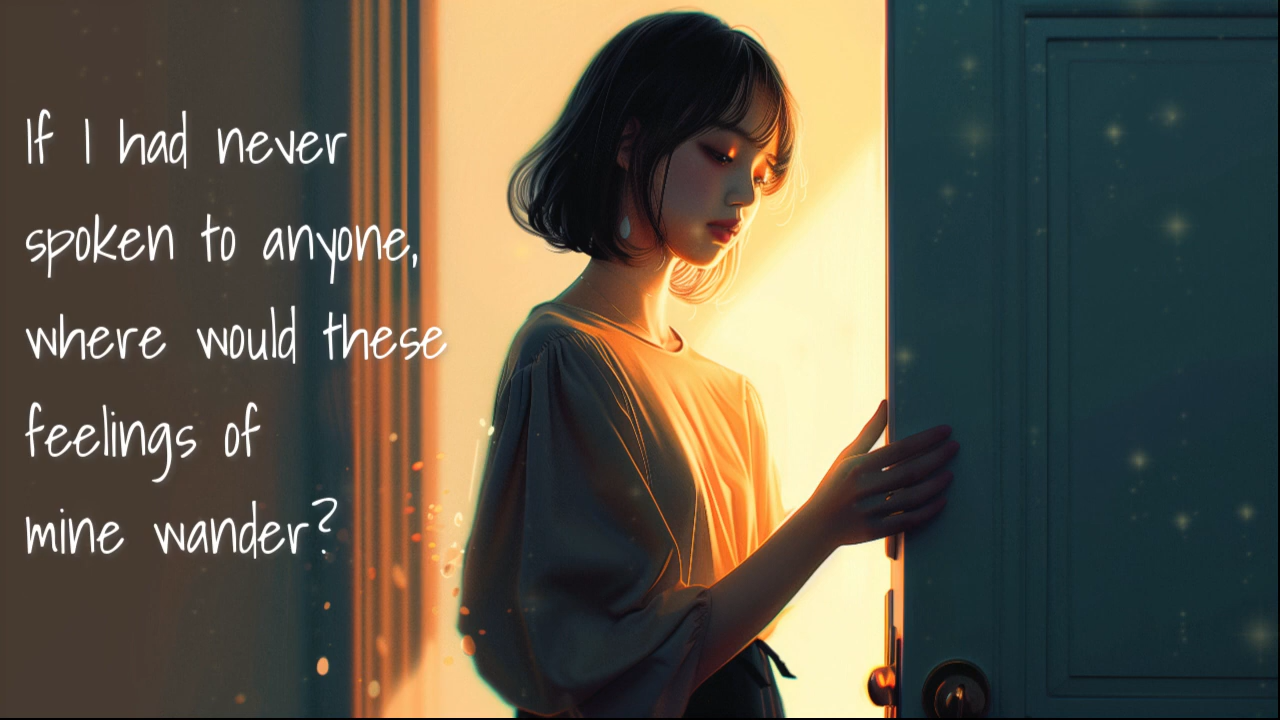 If I had never
spoken to anyone,
where would these
feelings of
mine wander?